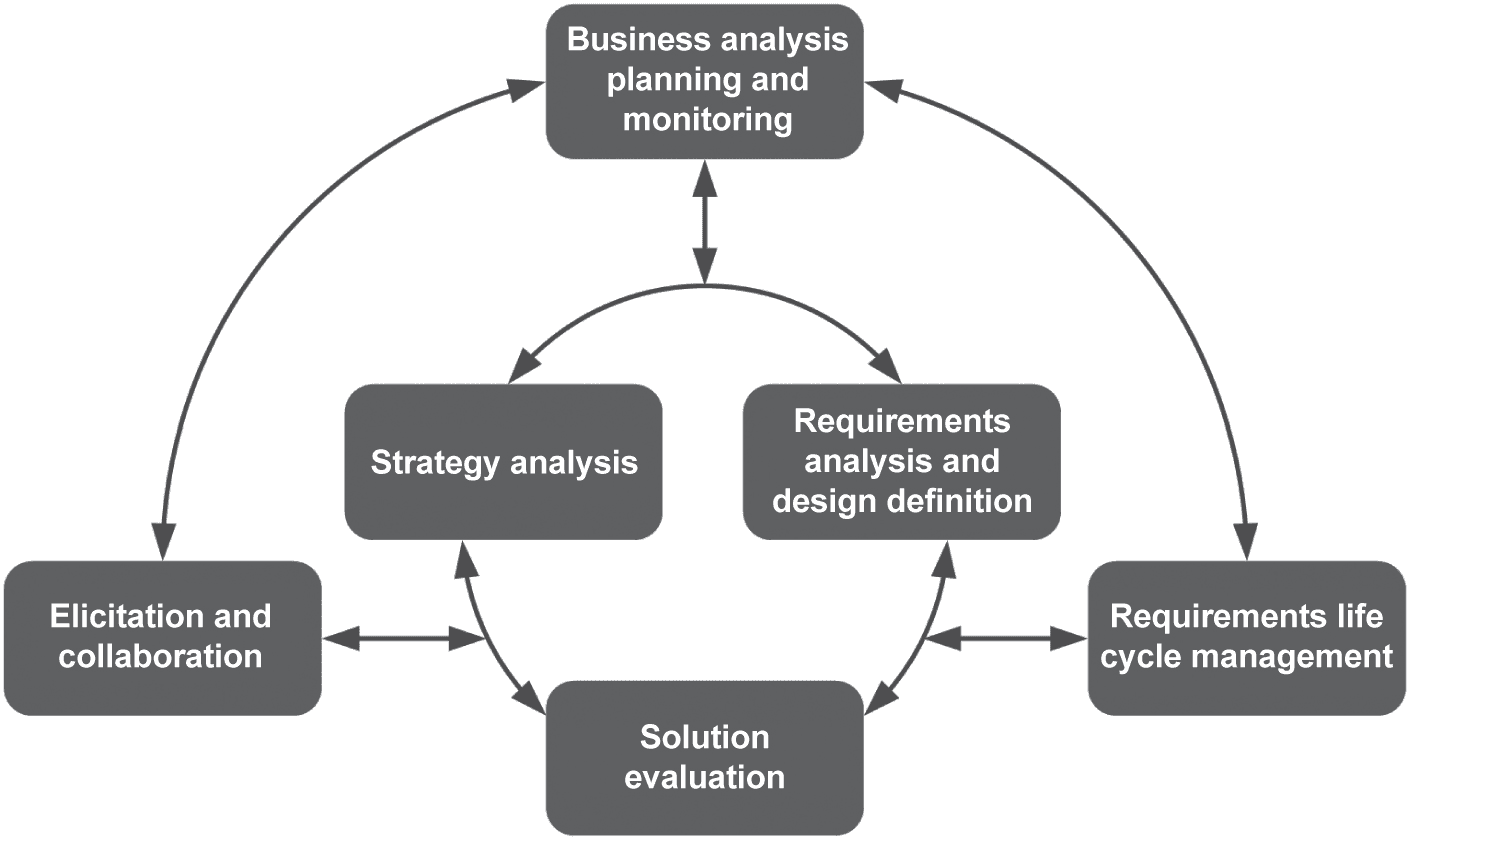 Business analysis
planning and
monitoring
Strategy analysis
Requirements
analysis and
design definition
Elicitation and
collaboration
Requirements life
cycle management
Solution
evaluation